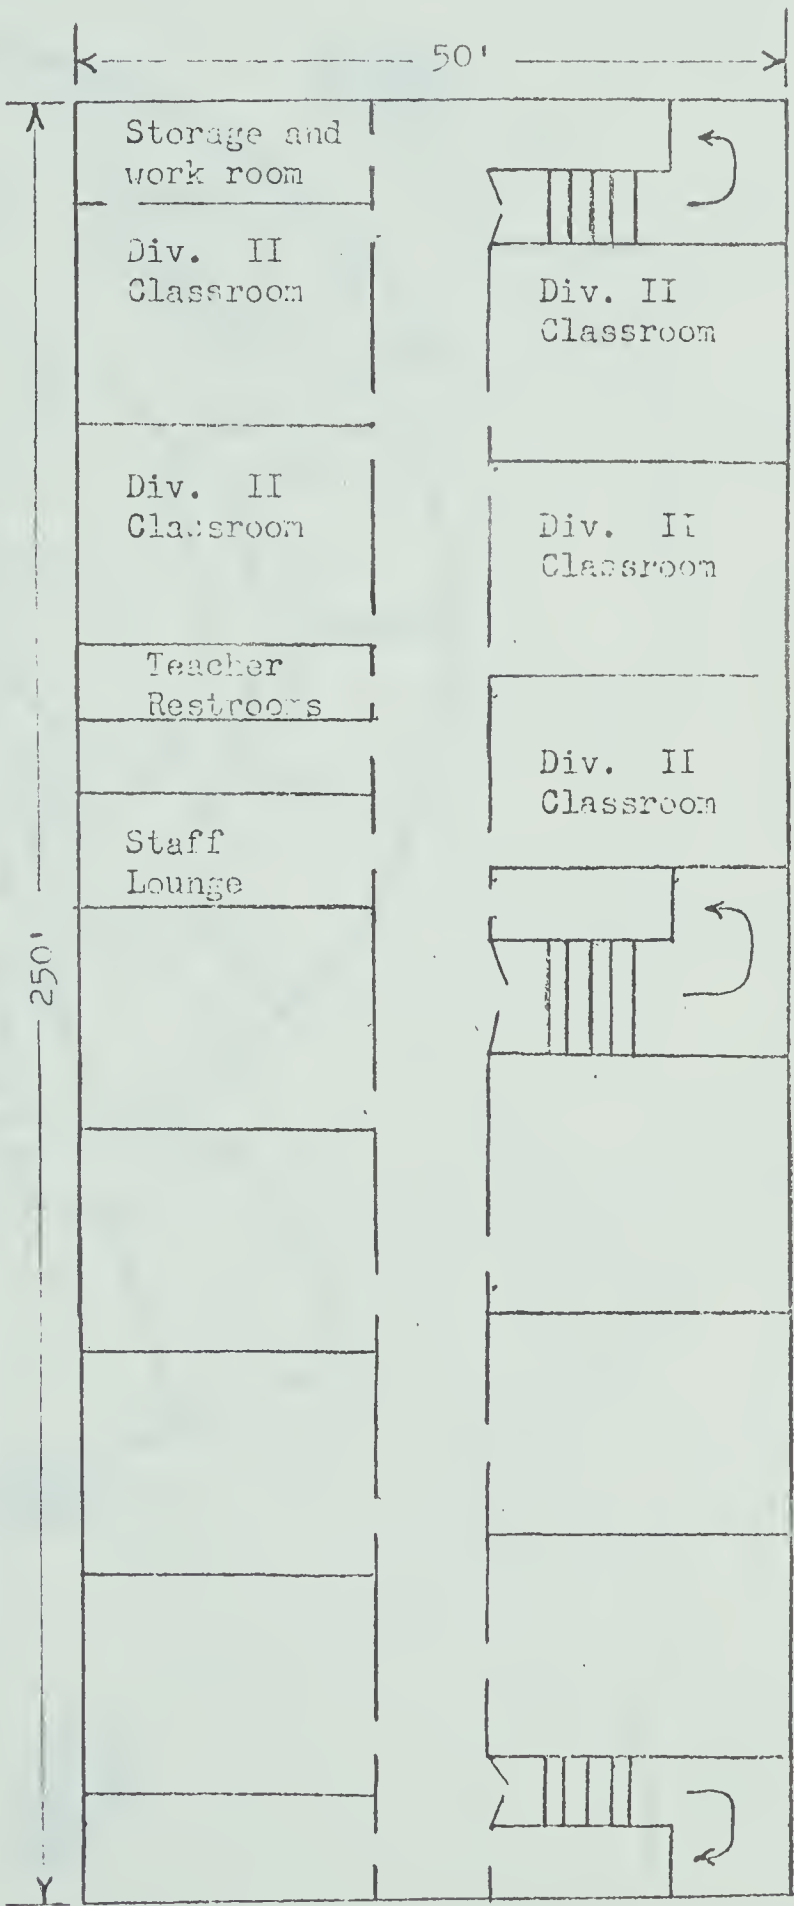 50'
Storage and
work room
Div. II
Classroom
Div. II
Classroom
Div. II
Classroom
Div. II
Classroom
Teacher
Restrooms
Div. II
Classroom
Staff
Lounge
250'